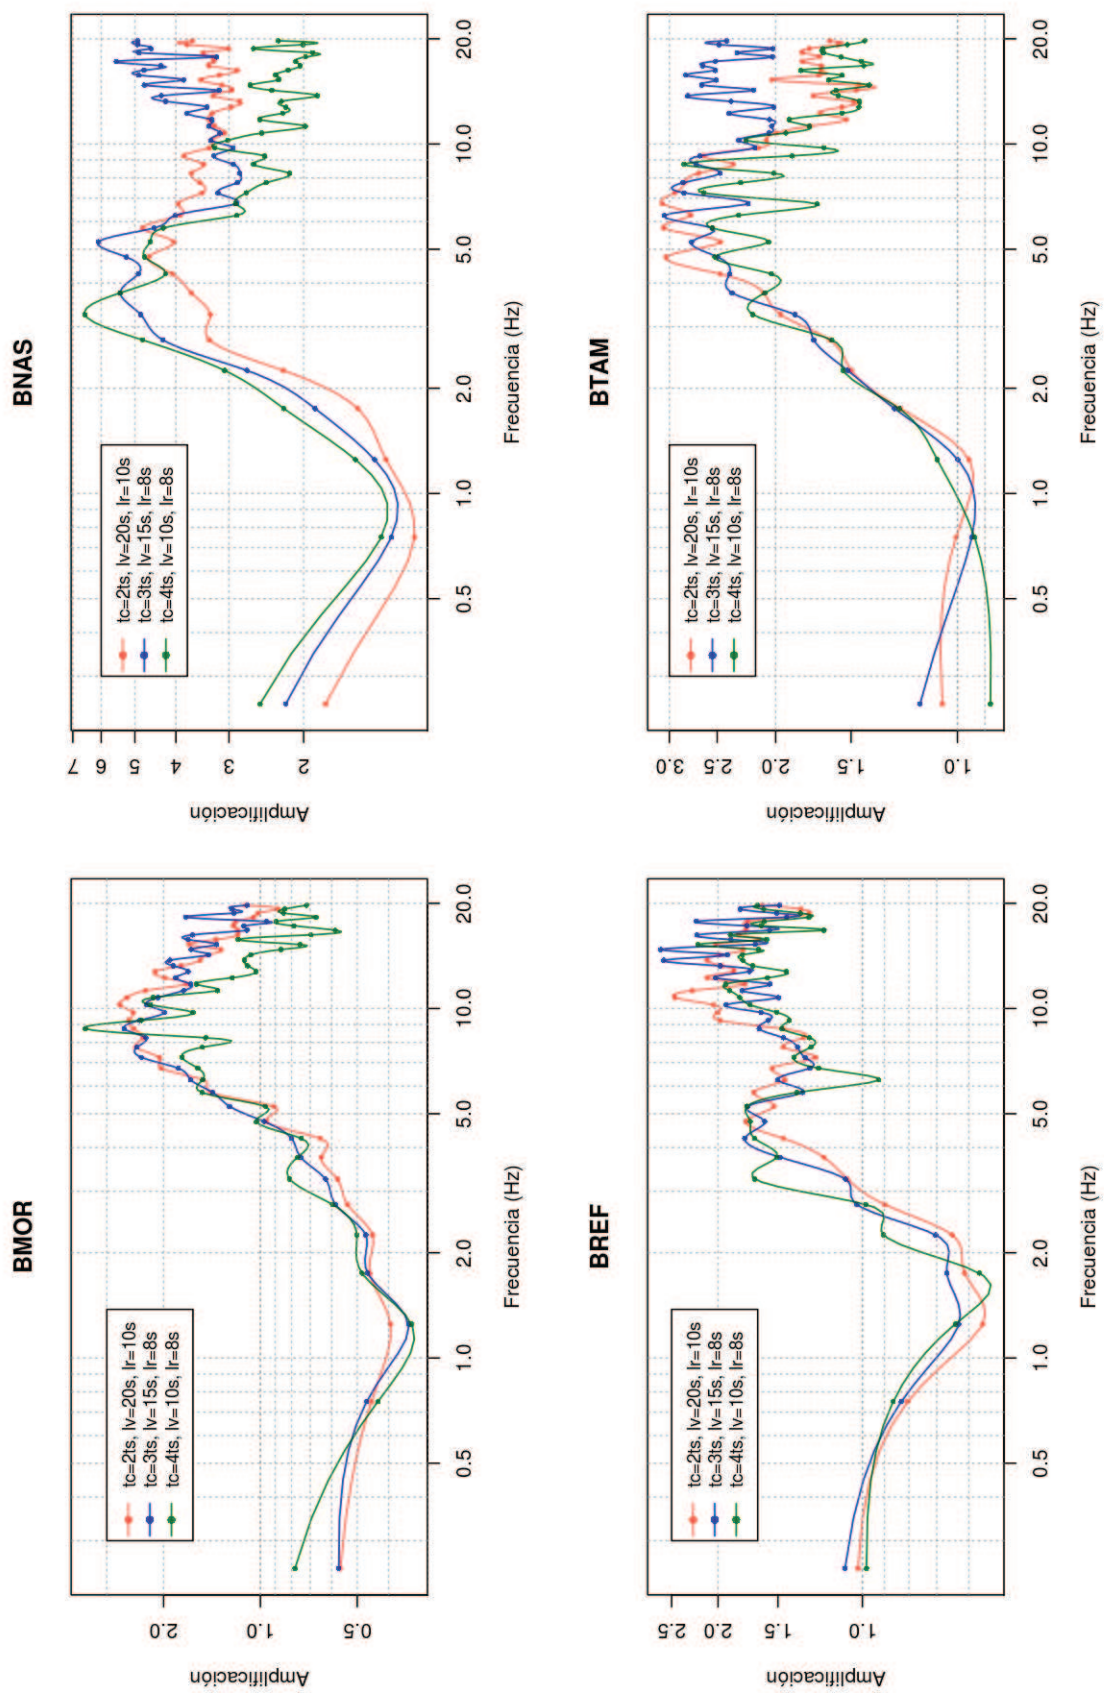 BMOR
tc=2ts, lv=20s, lr=10s
tc=3ts, lv=15s, lr=8s
tc=4ts, lv=10s, lr=8s
Amplificación
2.0
1.0
0.5
0.5 1.0 2.0 5.0 10.0 20.0
Frecuencia (Hz)
BNAS
tc=2ts, lv=20s, lr=10s
tc=3ts, lv=15s, lr=8s
tc=4ts, lv=10s, lr=8s
Amplificación
7
6
5
4
3
2
0.5 1.0 2.0 5.0 10.0 20.0
Frecuencia (Hz)
BREF
tc=2ts, lv=20s, lr=10s
tc=3ts, lv=15s, lr=8s
tc=4ts, lv=10s, lr=8s
Amplificación
2.5
2.0
1.5
1.0
0.5 1.0 2.0 5.0 10.0 20.0
Frecuencia (Hz)
BTAM
tc=2ts, lv=20s, lr=10s
tc=3ts, lv=15s, lr=8s
tc=4ts, lv=10s, lr=8s
Amplificación
3.0
2.5
2.0
1.5
1.0
0.5 1.0 2.0 5.0 10.0 20.0
Frecuencia (Hz)